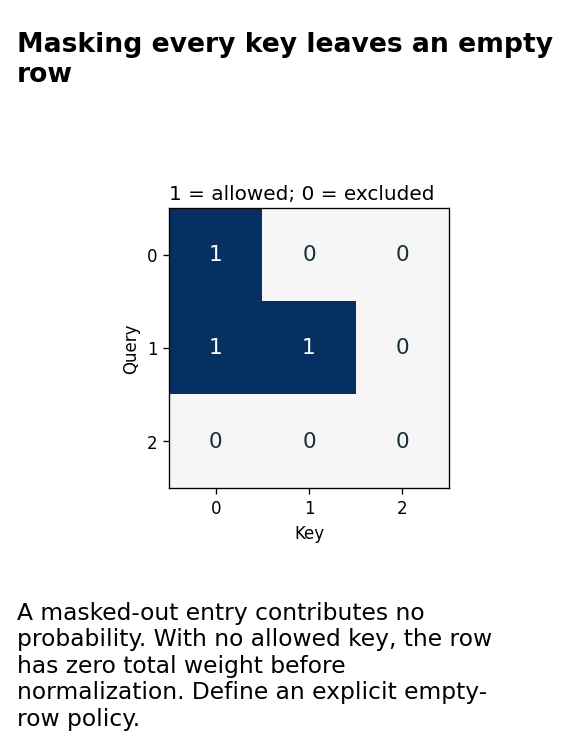 Masking every key leaves an empty
row
1 = allowed; 0 = excluded
0 1 0 0
Query
1 1 1 0
2 0 0 0
0 1 2
Key
A masked-out entry contributes no
probability. With no allowed key, the row
has zero total weight before
normalization. Define an explicit empty-
row policy.